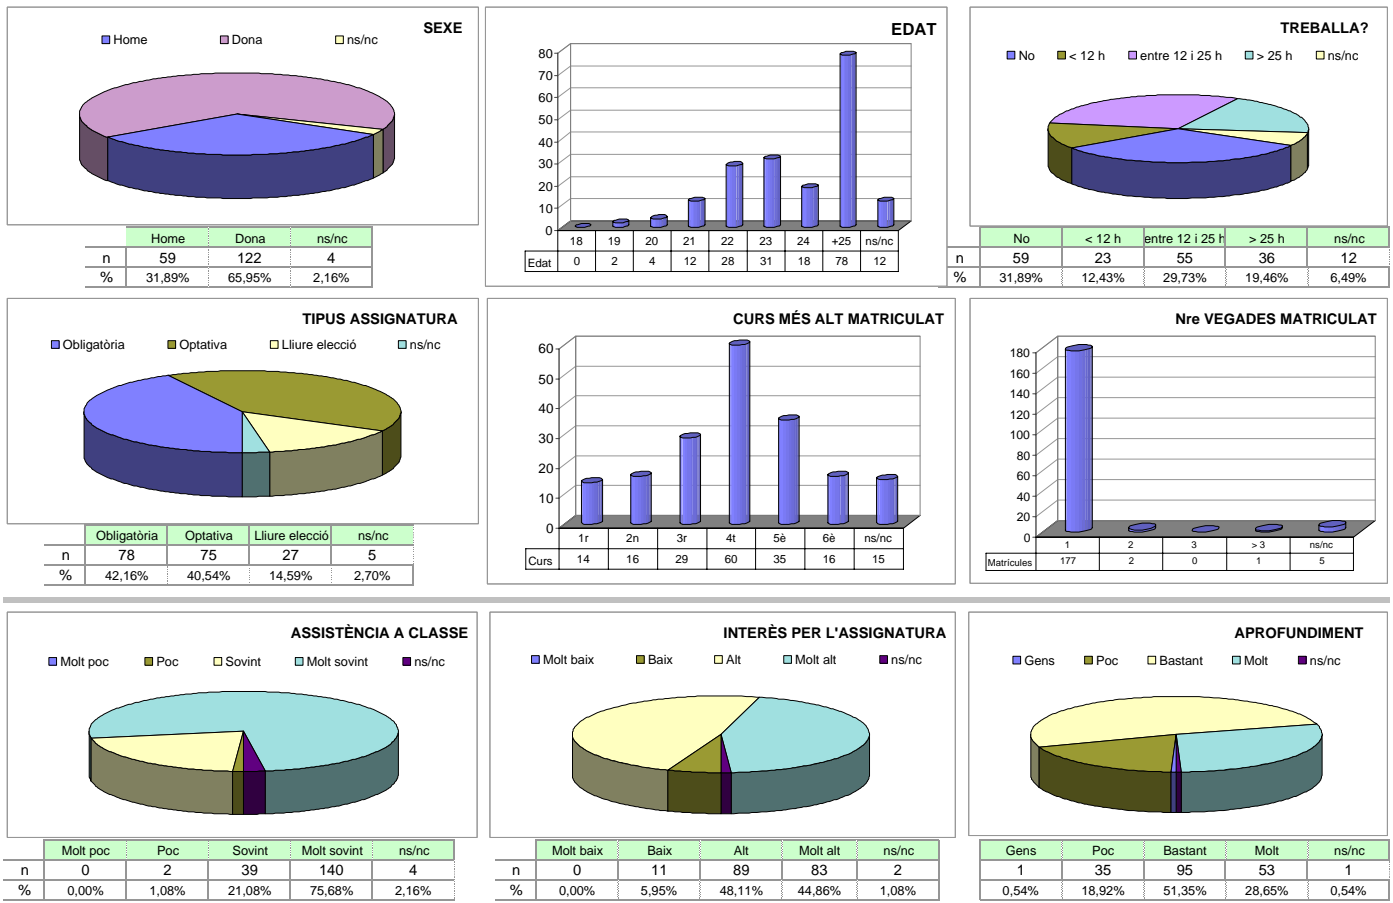 SEXE
Home Dona ns/nc
Home Dona ns/nc
n 59 122 4
% 31,89% 65,95% 2,16%
EDAT
80
70
60
50
40
30
20
10
0
18 19 20 21 22 23 24 +25 ns/nc
Edat 0 2 4 12 28 31 18 78 12
TREBALLA?
No < 12 h entre 12 i 25 h > 25 h ns/nc
No < 12 h entre 12 i 25 h > 25 h ns/nc
n 59 23 55 36 12
% 31,89% 12,43% 29,73% 19,46% 6,49%
TIPUS ASSIGNATURA
Obligatòria Optativa Lliure elecció ns/nc
Obligatòria Optativa Lliure elecció ns/nc
n 78 75 27 5
% 42,16% 40,54% 14,59% 2,70%
CURS MÉS ALT MATRICULAT
60
50
40
30
20
10
0
1r 2n 3r 4t 5è 6è ns/nc
Curs 14 16 29 60 35 16 15
Nre VEGADES MATRICULAT
180
160
140
120
100
80
60
40
20
0
1 2 3 > 3 ns/nc
Matrícules 177 2 0 1 5
ASSISTÈNCIA A CLASSE
Molt poc Poc Sovint Molt sovint ns/nc
Molt poc Poc Sovint Molt sovint ns/nc
n 0 2 39 140 4
% 0,00% 1,08% 21,08% 75,68% 2,16%
INTERÈS PER L'ASSIGNATURA
Molt baix Baix Alt Molt alt ns/nc
Molt baix Baix Alt Molt alt ns/nc
n 0 11 89 83 2
% 0,00% 5,95% 48,11% 44,86% 1,08%
APROFUNDIMENT
Gens Poc Bastant Molt ns/nc
Gens Poc Bastant Molt ns/nc
1 35 95 53 1
0,54% 18,92% 51,35% 28,65% 0,54%